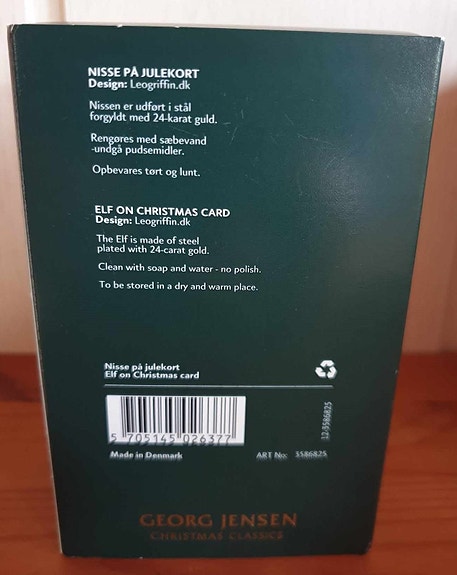 NISSE PÅ JULEKORT
Design: Leogriffin.dk
Nissen er udført i stål
forgyldt med 24-karat guld.
Rengøres med sæbevand
-undgå pudsemidler.
Opbevares tørt og lunt.
ELF ON CHRISTMAS CARD
Design: Leogriffin.dk
The Elf is made of steel
plated with 24-carat gold.
Clean with soap and water - no polish.
To be stored in a dry and warm place.
Nisse på julekort
Elf on Christmas card
5 705145 026377
12-3586825
Made in Denmark
ART No: 3586825
GEORG JENSEN
CHRISTMAS CLASSICS